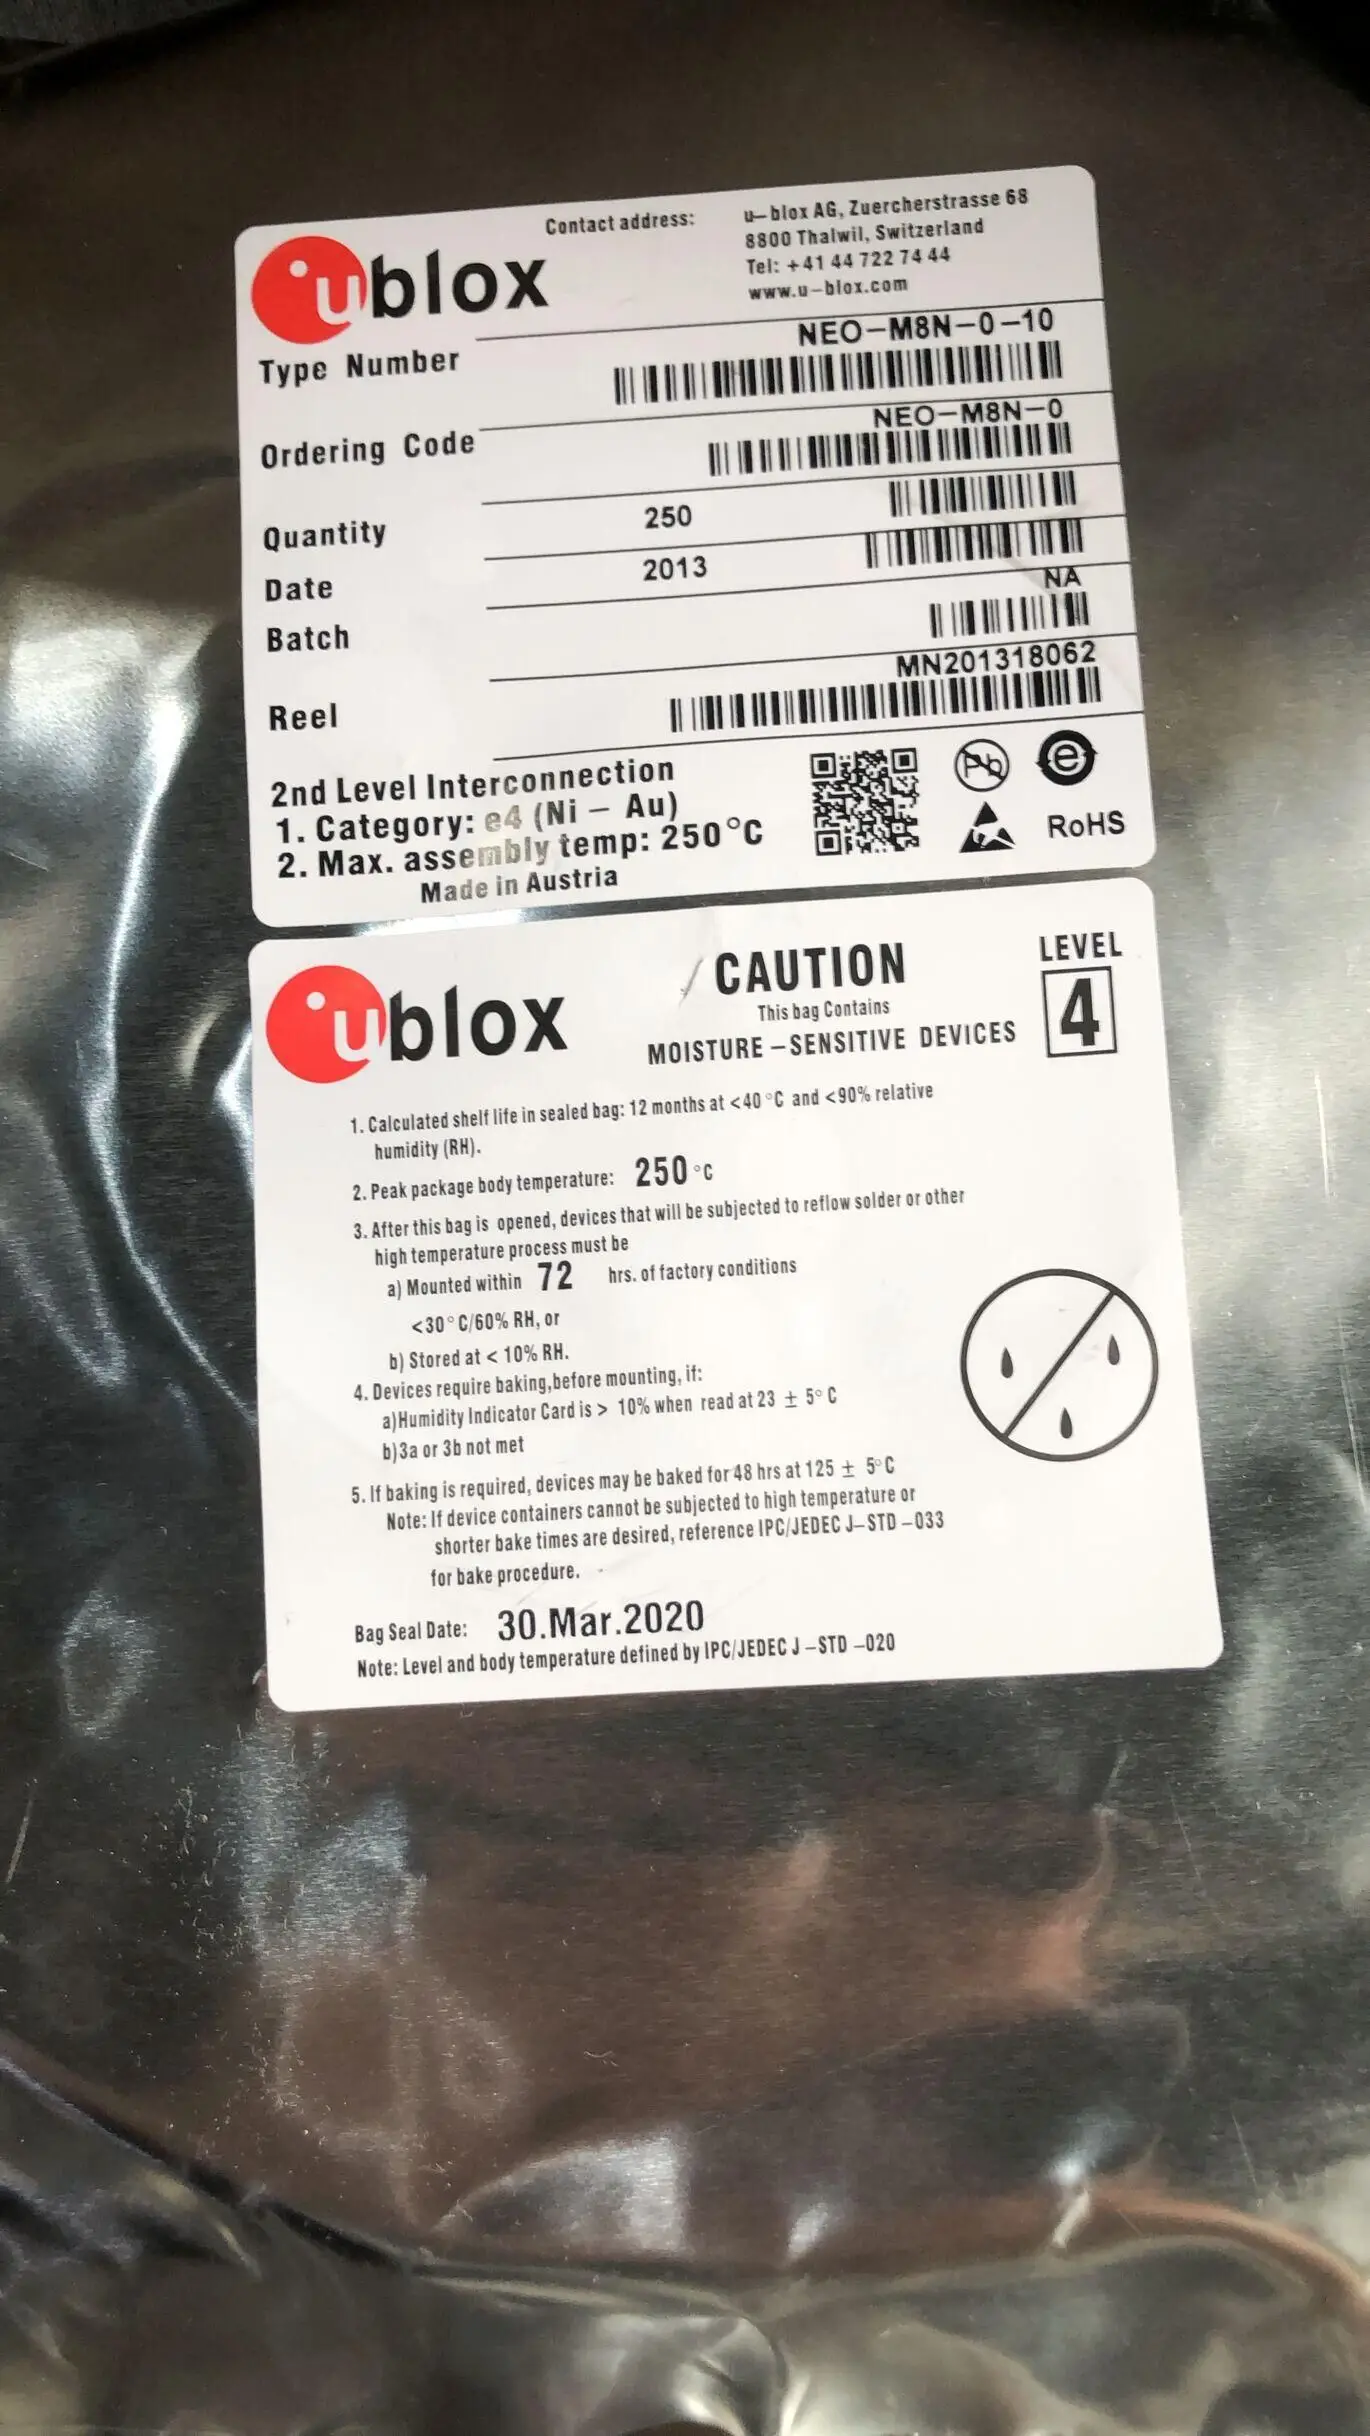 ublox
Contact address:
u-blox AG, Zuercherstrasse 68
8800 Thalwil, Switzerland
Tel: +41 44 722 74 44
www.u-blox.com
Type Number
NEO-M8N-0-10
Ordering Code
NEO-M8N-0
Quantity 250
Date 2013
Batch
NA
Reel
MN201318062
2nd Level Interconnection
1. Category: e4 (Ni - Au)
2. Max. assembly temp: 250°C
Made in Austria
Pb
e
RoHS
ublox
CAUTION
This bag Contains
MOISTURE-SENSITIVE DEVICES
LEVEL
4
1. Calculated shelf life in sealed bag: 12 months at <40 °C and <90% relative
humidity (RH).
2. Peak package body temperature: 250 °C
3. After this bag is opened, devices that will be subjected to reflow solder or other
high temperature process must be
a) Mounted within 72 hrs. of factory conditions
<30°C/60% RH, or
b) Stored at < 10% RH.
4. Devices require baking,before mounting, if:
a)Humidity Indicator Card is > 10% when read at 23 ± 5°C
b)3a or 3b not met
5. If baking is required, devices may be baked for 48 hrs at 125 ± 5°C
Note: If device containers cannot be subjected to high temperature or
shorter bake times are desired, reference IPC/JEDEC J-STD-033
for bake procedure.
Bag Seal Date: 30.Mar.2020
Note: Level and body temperature defined by IPC/JEDEC J-STD-020